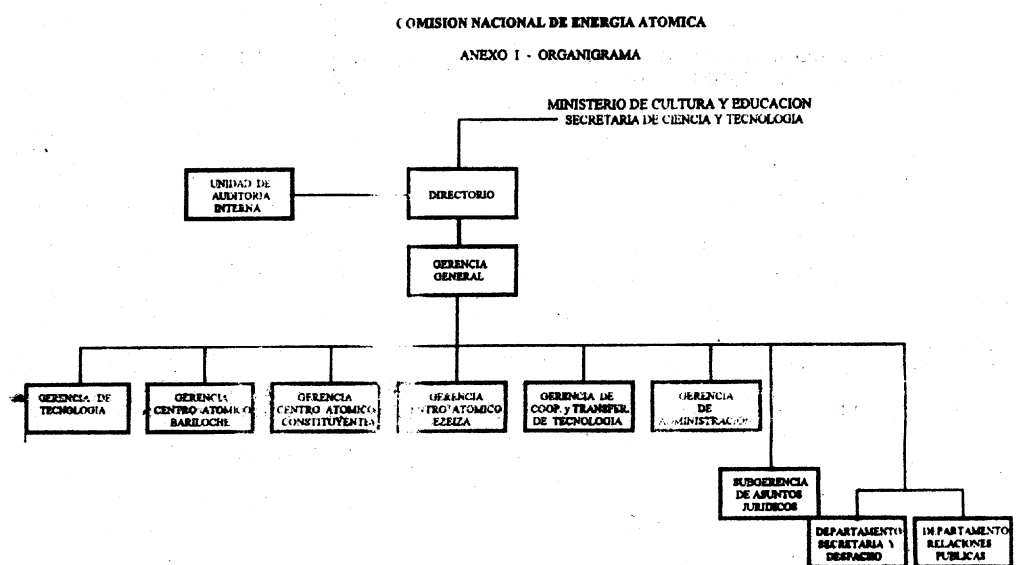 COMISION NACIONAL DE ENERGIA ATOMICA
ANEXO I - ORGANIGRAMA
MINISTERIO DE CULTURA Y EDUCACION
SECRETARIA DE CIENCIA Y TECNOLOGIA
UNIDAD DE
AUDITORIA
INTERNA
DIRECTORIO
GERENCIA
GENERAL
GERENCIA DE
TECNOLOGIA
GERENCIA
CENTRO ATOMICO
BARILOCHE
GERENCIA
CENTRO ATOMICO
CONSTITUYENTES
GERENCIA
CENTRO ATOMICO
EZEIZA
GERENCIA DE
COOP. y TRANSFER.
DE TECNOLOGIA
GERENCIA
DE
ADMINISTRACION
SUBGERENCIA
DE ASUNTOS
JURIDICOS
DEPARTAMENTO
SECRETARIA Y
DESPACHO
DEPARTAMENTO
RELACIONES
PUBLICAS